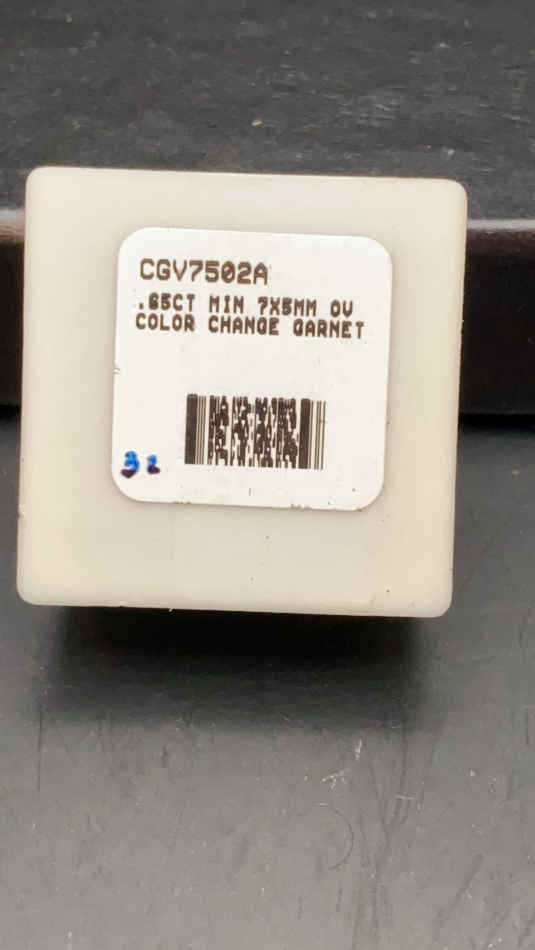 CGV7502A
.65CT MIN 7X5MM OV
COLOR CHANGE GARNET
32